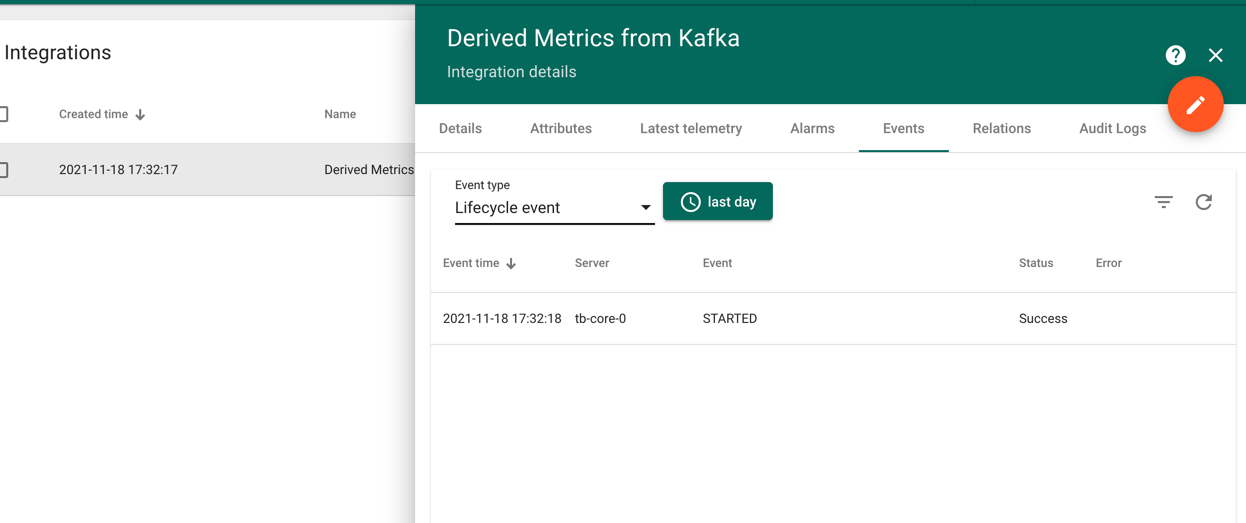 Integrations
Created time Name
2021-11-18 17:32:17 Derived Metrics
Derived Metrics from Kafka
Integration details
Details Attributes Latest telemetry Alarms Events Relations Audit Logs
Event type
Lifecycle event
last day
Event time Server Event Status Error
2021-11-18 17:32:18 tb-core-0 STARTED Success